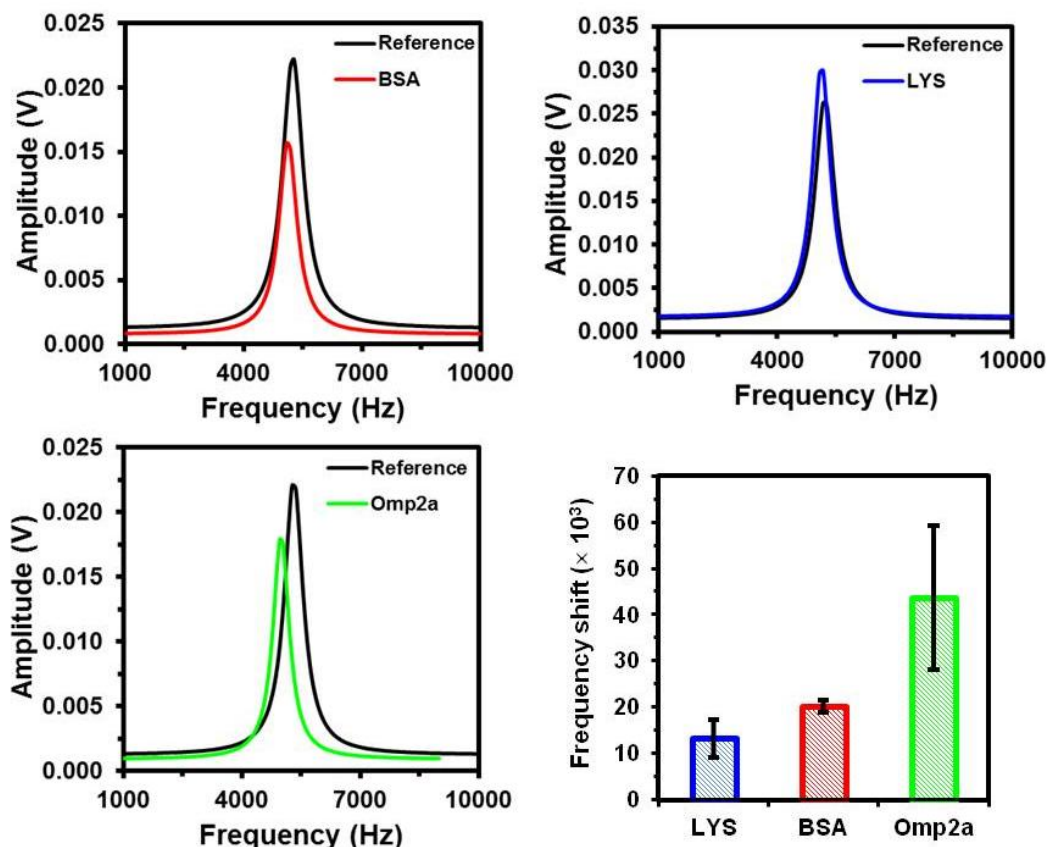 0.025
0.020
0.015
0.010
0.005
0.000
Amplitude (V)
Reference
BSA
1000 4000 7000 10000
Frequency (Hz)
0.035
0.030
0.025
0.020
0.015
0.010
0.005
0.000
Amplitude (V)
Reference
LYS
1000 4000 7000 10000
Frequency (Hz)
0.025
0.020
0.015
0.010
0.005
0.000
Amplitude (V)
Reference
Omp2a
1000 4000 7000 10000
Frequency (Hz)
70
60
50
40
30
20
10
0
Frequency shift (× 10³)
LYS BSA Omp2a